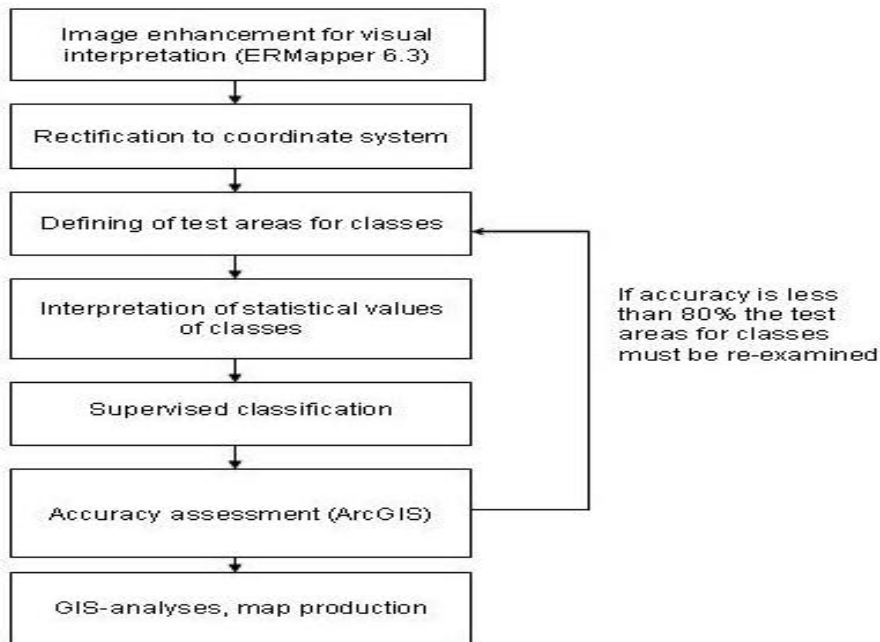 Image enhancement for visual
interpretation (ERMapper 6.3)
Rectification to coordinate system
Defining of test areas for classes
Interpretation of statistical values
of classes
Supervised classification
Accuracy assessment (ArcGIS)
GIS-analyses, map production
If accuracy is less
than 80% the test
areas for classes
must be re-examined